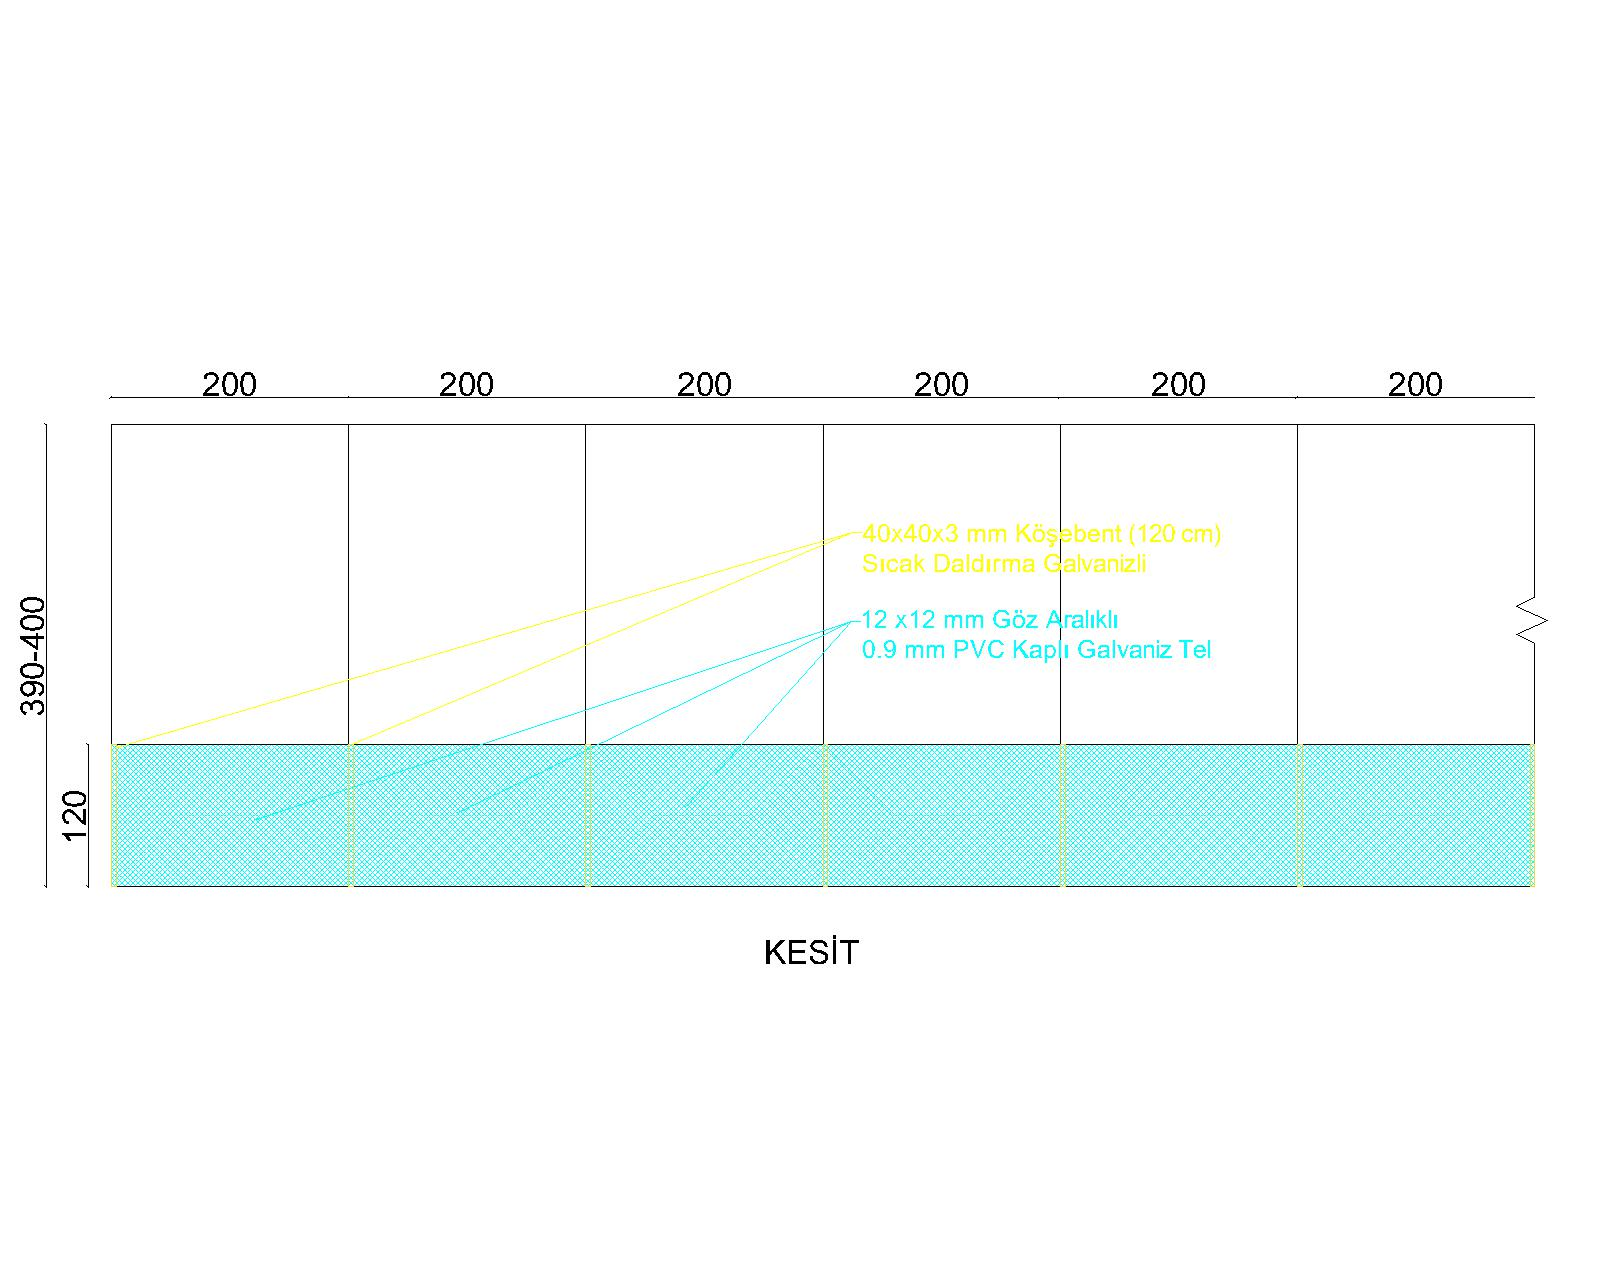 200 200 200 200 200 200
40x40x3 mm Köşebent (120 cm)
Sıcak Daldırma Galvanizli
12 x12 mm Göz Aralıklı
0.9 mm PVC Kaplı Galvaniz Tel
390-400
120
KESİT